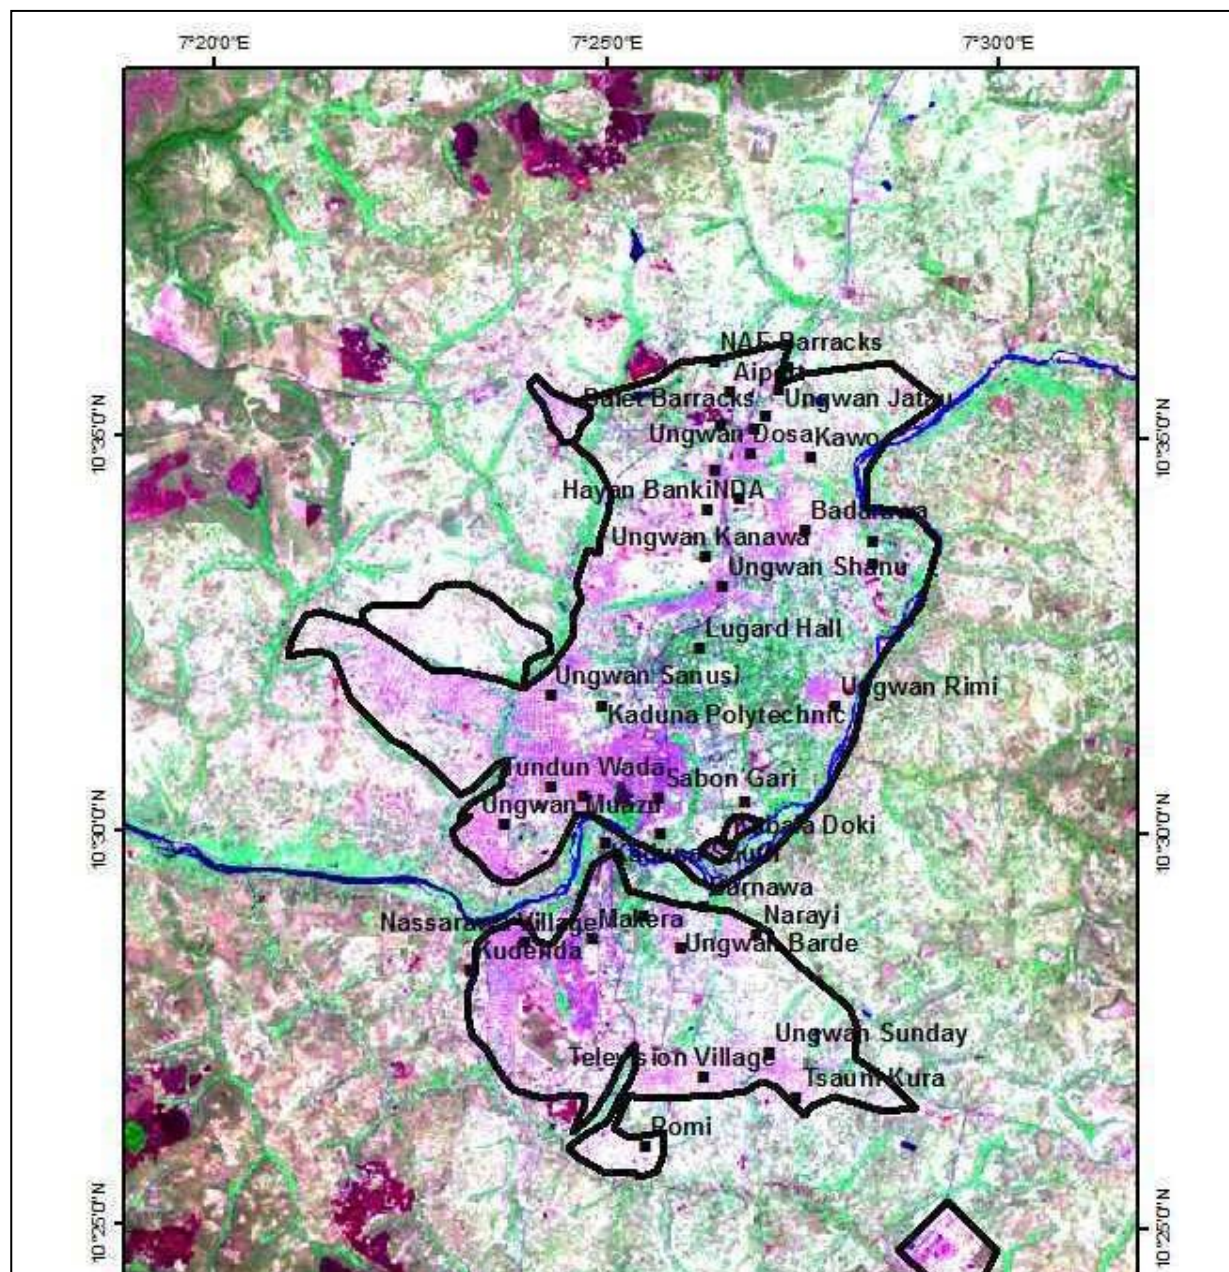 7°20'0"E
7°25'0"E
7°30'0"E
NAF Barracks
Dalet Barracks
Ungwan Jatau
10°35'0"N
10°35'0"N
Ungwan Dosa
Kawo
Hayan Banki
NDA
Badarawa
Ungwan Kanawa
Ungwan Shanu
Lugard Hall
Ungwan Sanusi
Ungwan Rimi
Kaduna Polytechnic
Tundun Wada
Sabon Gari
Ungwan Muazu
Doki
10°30'0"N
10°30'0"N
Barnawa
Nassarawa Village
Makera
Narayi
Kudenda
Ungwan Barde
Ungwan Sunday
Television Village
Tsauni Kura
Romi
10°25'0"N
10°25'0"N